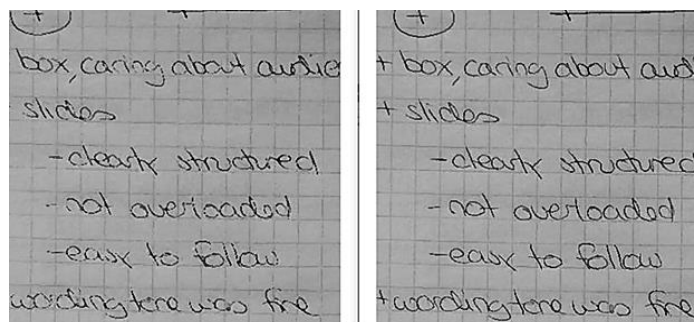 +
box, caring about audie
slides
- clearly structured
- not overloaded
- easy to follow
wording tone was fine
+
+ box, caring about aud
+ slides
- clearly structured
- not overloaded
- easy to follow
+ wording tone was fine